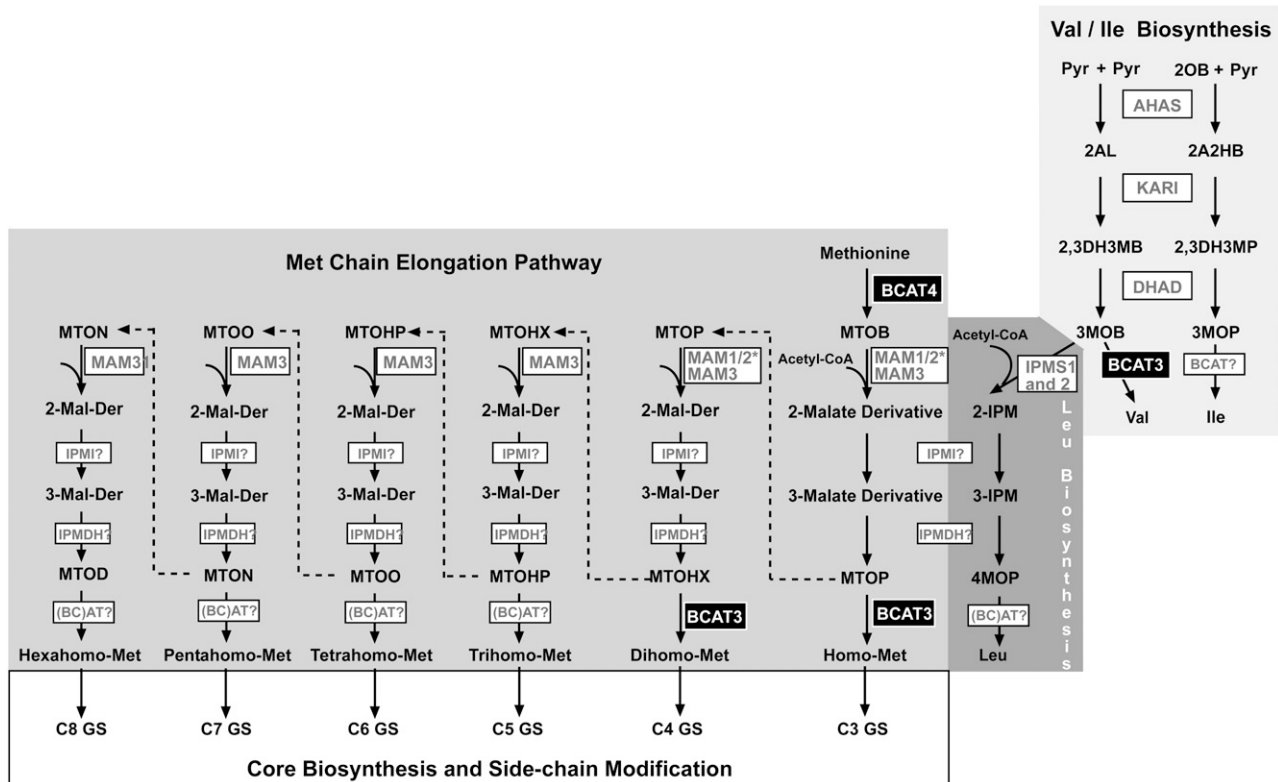 Val / Ile Biosynthesis
Pyr + Pyr 2OB + Pyr
AHAS
2AL 2A2HB
KARI
2,3DH3MB 2,3DH3MP
DHAD
3MOB 3MOP
BCAT3 BCAT?
Val Ile
Met Chain Elongation Pathway
Methionine
BCAT4
MTON MTOO MTOHP MTOHX MTOP MTOB
Acetyl-CoA
Acetyl-CoA
MAM3 MAM3 MAM3 MAM3
MAM1/2*
MAM3
MAM1/2*
MAM3
IPMS1
and 2
2-Mal-Der 2-Mal-Der 2-Mal-Der 2-Mal-Der 2-Mal-Der 2-Malate Derivative 2-IPM
IPMI? IPMI? IPMI? IPMI? IPMI? IPMI?
3-Mal-Der 3-Mal-Der 3-Mal-Der 3-Mal-Der 3-Mal-Der 3-Malate Derivative 3-IPM
IPMDH? IPMDH? IPMDH? IPMDH? IPMDH? IPMDH?
MTOD MTON MTOO MTOHP MTOHX MTOP 4MOP
(BC)AT? (BC)AT? (BC)AT? (BC)AT? BCAT3 BCAT3 (BC)AT?
Hexahomo-Met Pentahomo-Met Tetrahomo-Met Trihomo-Met Dihomo-Met Homo-Met Leu
Leu Biosynthesis
C8 GS C7 GS C6 GS C5 GS C4 GS C3 GS
Core Biosynthesis and Side-chain Modification